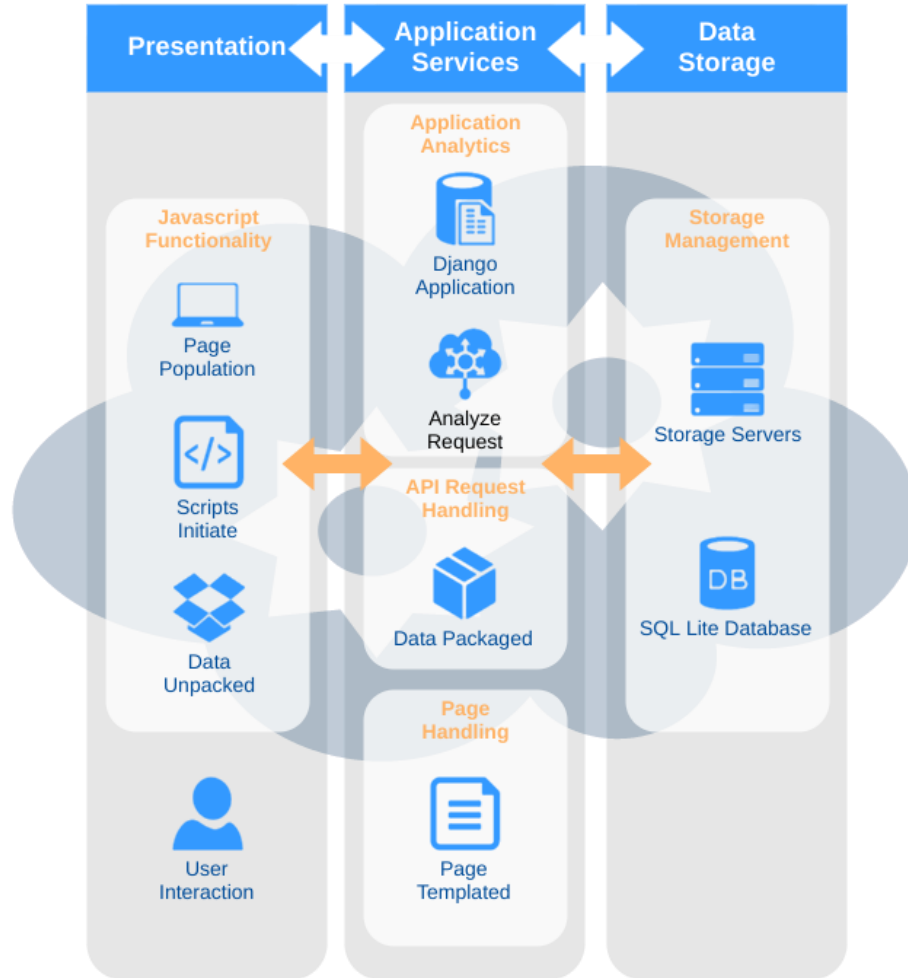 Presentation
Application
Services
Data
Storage
Javascript
Functionality
Page
Population
Scripts
Initiate
Data
Unpacked
User
Interaction
Application
Analytics
Django
Application
Analyze
Request
API Request
Handling
Data Packaged
Page
Handling
Page
Templated
Storage
Management
Storage Servers
DB
SQL Lite Database